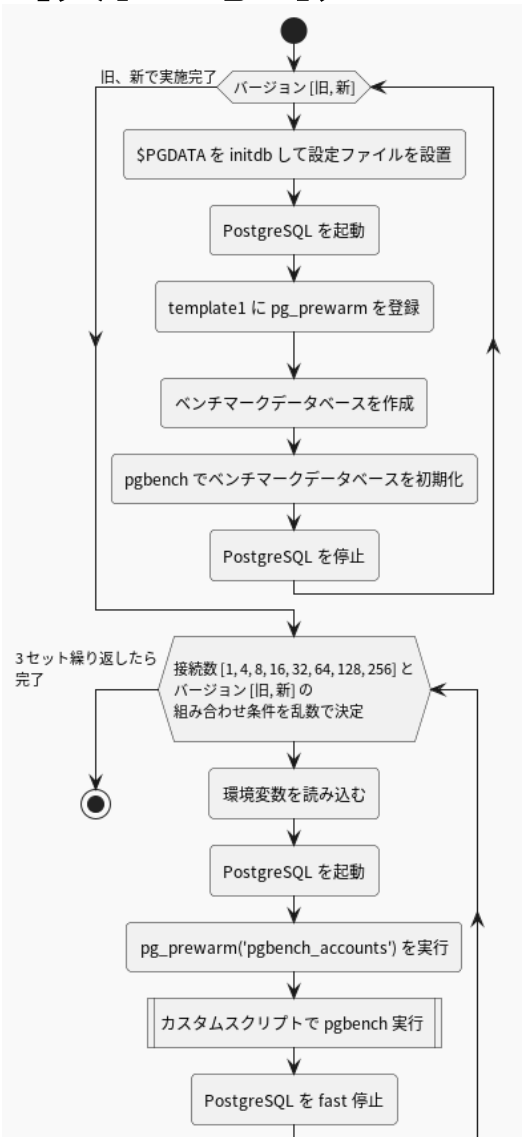 旧、新で実施完了
バージョン [旧, 新]
$PGDATA を initdb して設定ファイルを設置
PostgreSQL を起動
template1 に pg_prewarm を登録
ベンチマークデータベースを作成
pgbench でベンチマークデータベースを初期化
PostgreSQL を停止
3 セット繰り返したら
完了
接続数 [1, 4, 8, 16, 32, 64, 128, 256] と
バージョン [旧, 新] の
組み合わせ条件を乱数で決定
環境変数を読み込む
PostgreSQL を起動
pg_prewarm('pgbench_accounts') を実行
カスタムスクリプトで pgbench 実行
PostgreSQL を fast 停止